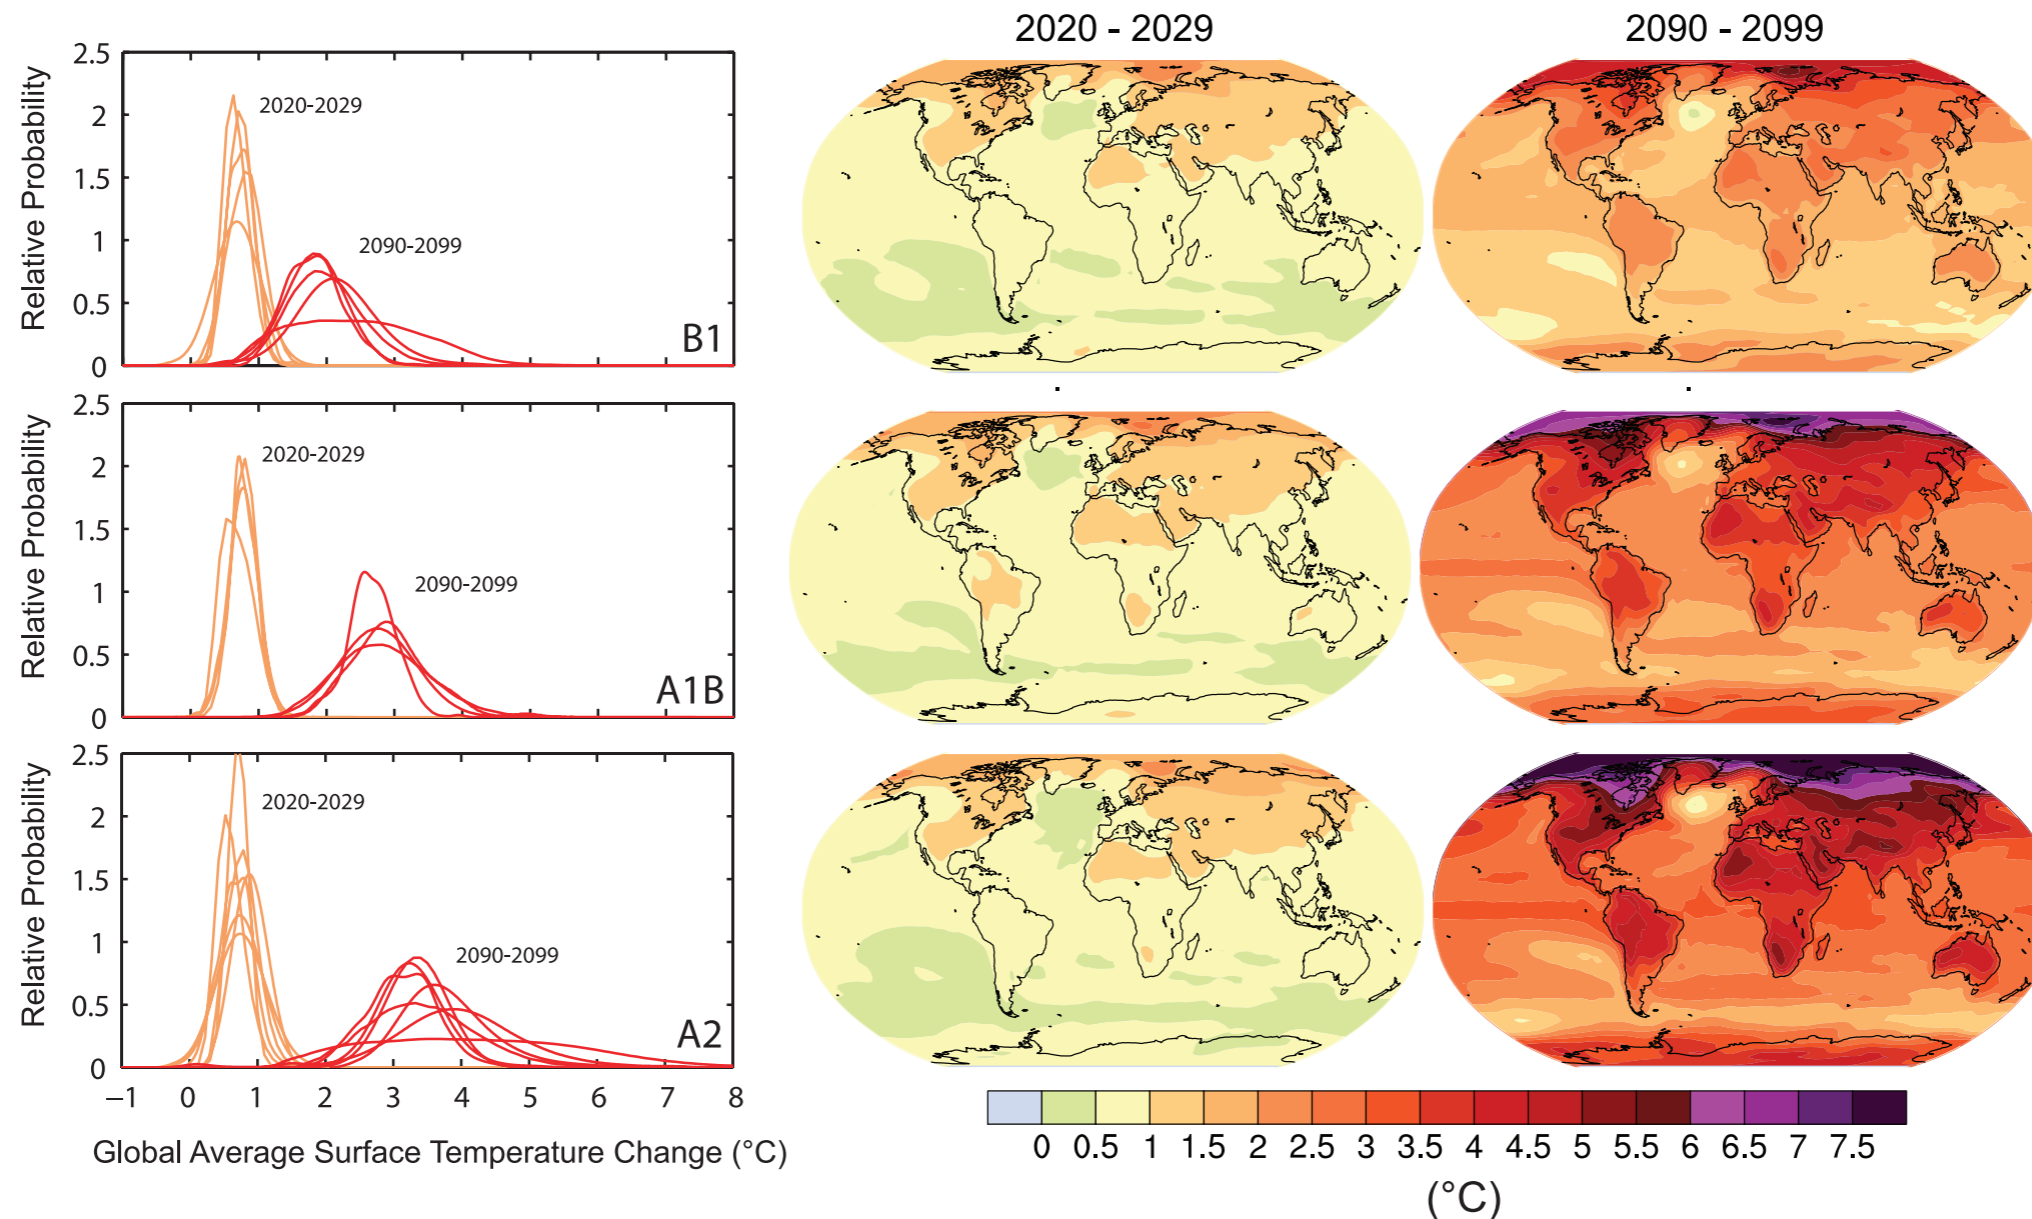 2020 - 2029
2090 - 2099
Relative Probability
2.5
2
1.5
1
0.5
0
2020-2029
2090-2099
B1
Relative Probability
2.5
2
1.5
1
0.5
0
2020-2029
2090-2099
A1B
Relative Probability
2.5
2
1.5
1
0.5
0
2020-2029
2090-2099
A2
−1 0 1 2 3 4 5 6 7 8
Global Average Surface Temperature Change (°C)
0 0.5 1 1.5 2 2.5 3 3.5 4 4.5 5 5.5 6 6.5 7 7.5
(°C)